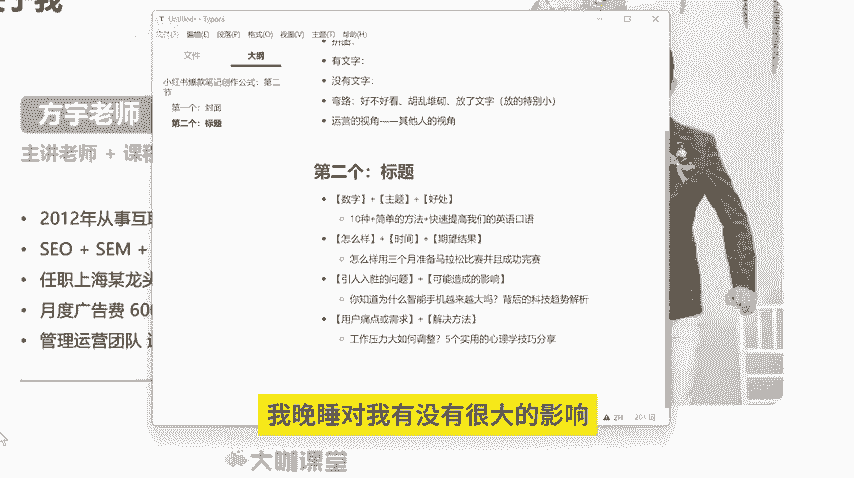 方宇老师
主讲老师 + 课程
2012年从事互联
SEO + SEM +
任职上海某龙头
月度广告费 600
管理运营团队
Untitled • - Typora
文件(F) 编辑(E) 段落(P) 格式(O) 视图(V) 主题(T) 帮助(H)
文件 大纲
小红书爆款笔记创作公式：第二节
第一个：封面
第二个：标题
有文字：
没有文字：
弯路：好不好看、胡乱堆砌、放了文字（放的特别小）
运营的视角-----其他人的视角
第二个：标题
【数字】+【主题】+【好处】
10种+简单的方法+快速提高我们的英语口语
【怎么样】+【时间】+【期望结果】
怎么样用三个月准备马拉松比赛并且成功完赛
【引人入胜的问题】+【可能造成的影响】
你知道为什么智能手机越来越大吗？背后的科技趋势解析
【用户痛点或需求】+【解决方法】
工作压力大如何调整？5个实用的心理学技巧分享
我晚睡对我有没有很大的影响
大咖课堂